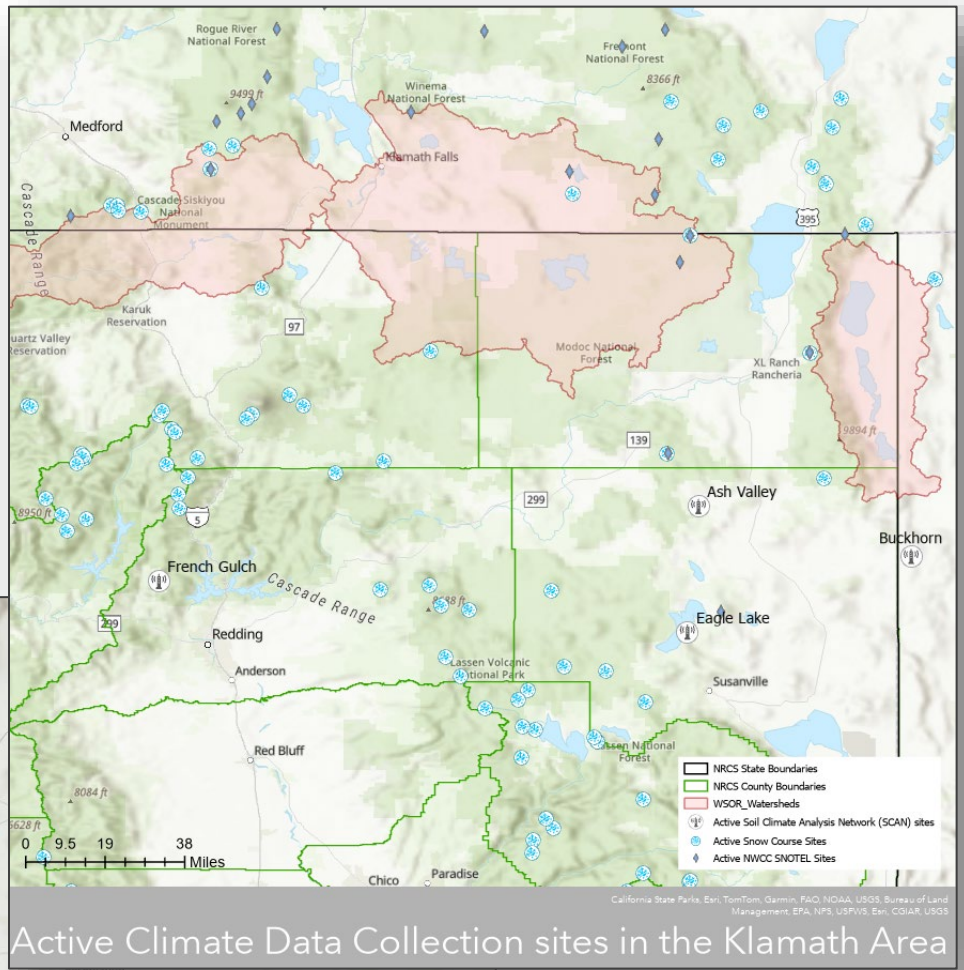 Rogue River
National Forest
Fremont
National Forest
8366 ft
9499 ft
Winema
National Forest
Medford
Klamath Falls
Cascade-Siskiyou
National
Monument
Cascade Range
395
Karuk
Reservation
uartz Valley
Reservation
97
Modoc National
Forest
XL Ranch
Rancheria
9894 ft
139
299
Ash Valley
8950 ft
5
Buckhorn
French Gulch
Cascade Range
8688 ft
299
Eagle Lake
Redding
Lassen Volcanic
National Park
Anderson
Susanville
Red Bluff
Lassen National
Forest
8084 ft
6628 ft
NRCS State Boundaries
NRCS County Boundaries
WSOR_Watersheds
Active Soil Climate Analysis Network (SCAN) sites
Active Snow Course Sites
Active NWCC SNOTEL Sites
0 9.5 19 38
Miles
Chico
Paradise
California State Parks, Esri, TomTom, Garmin, FAO, NOAA, USGS, Bureau of Land
Management, EPA, NPS, USFWS, Esri, CGIAR, USGS
Active Climate Data Collection sites in the Klamath Area